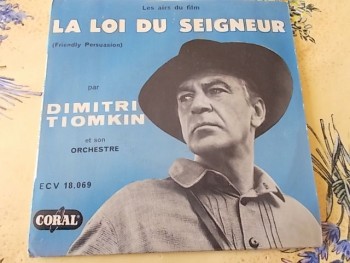 Les airs du film
LA LOI DU SEIGNEUR
(Friendly Persuasion)
par
DIMITRI
TIOMKIN
et son
ORCHESTRE
ECV 18.069
CORAL